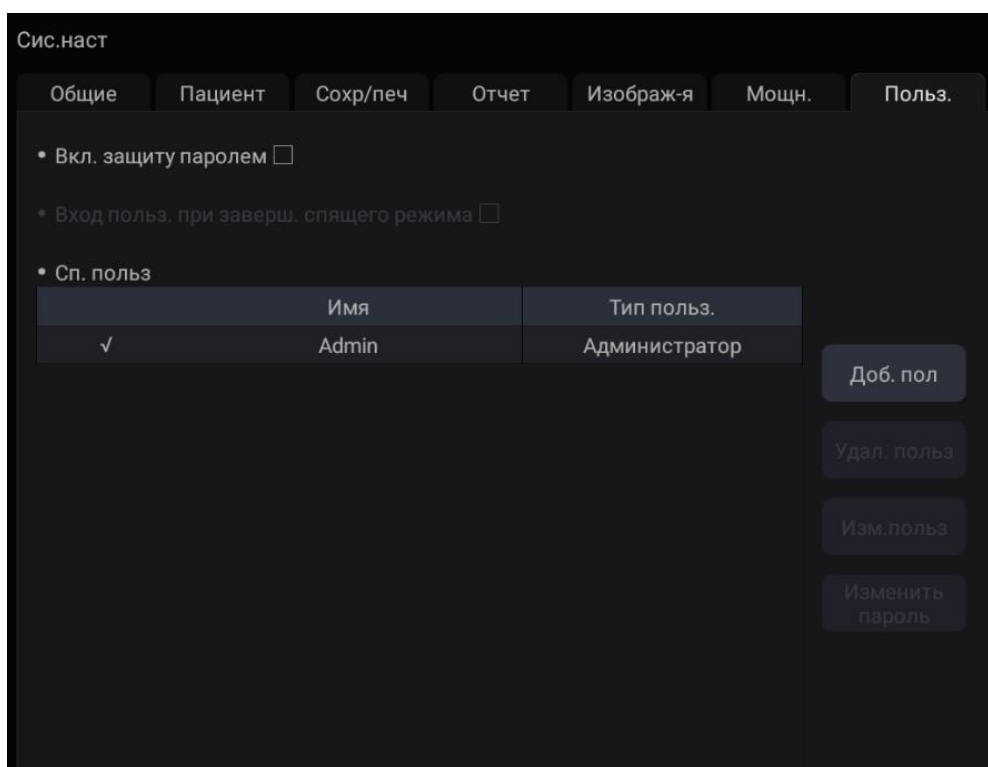 Сис.наст
Общие Пациент Сохр/печ Отчет Изображ-я Мощн. Польз.
• Вкл. защиту паролем
• Вход польз. при заверш. спящего режима
• Сп. польз
Имя Тип польз.
√ Admin Администратор
Доб. пол
Удал. польз
Изм.польз
Изменить
пароль